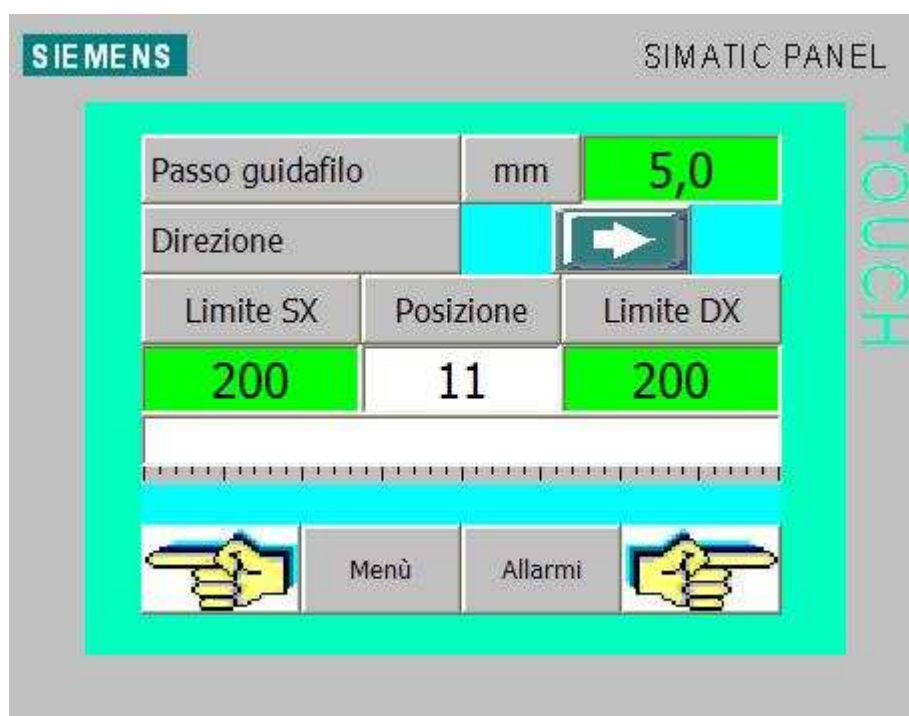 SIEMENS SIMATIC PANEL
TOUCH
Passo guidafilo mm 5,0
Direzione
Limite SX Posizione Limite DX
200 11 200
Menù Allarmi